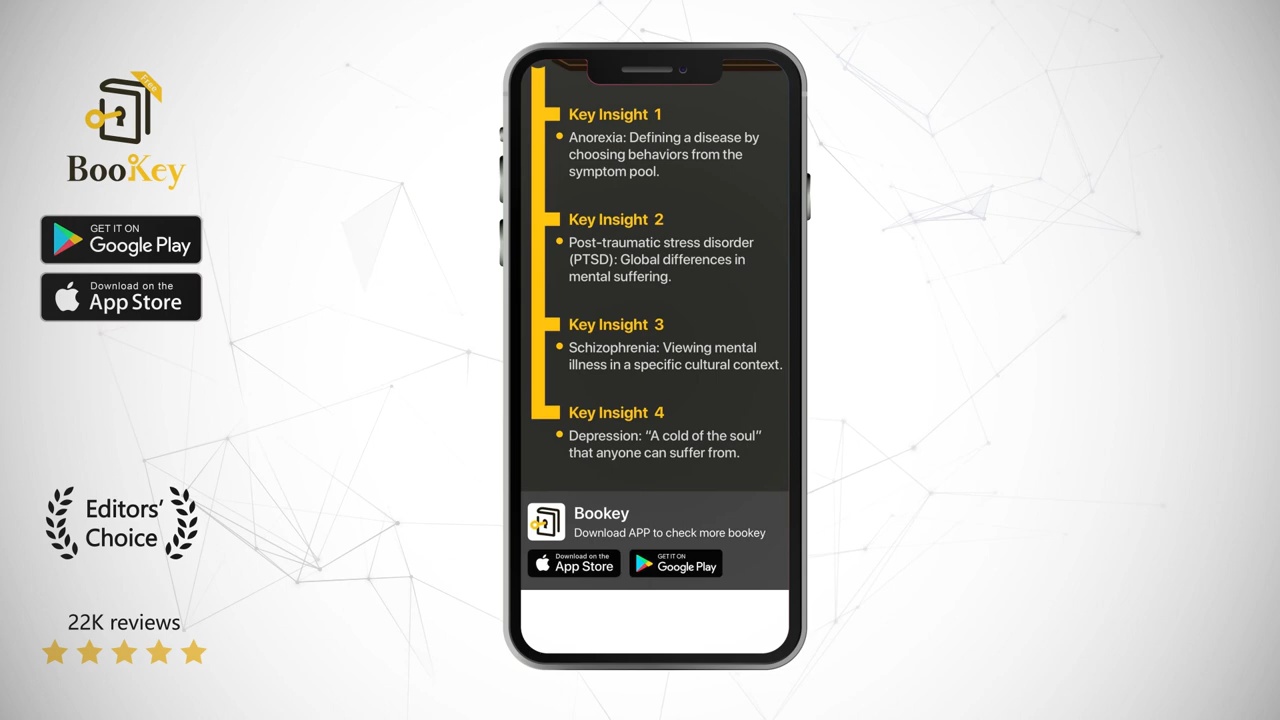 Free
BooKey
GET IT ON
Google Play
Download on the
App Store
Editors’
Choice
22K reviews
Key Insight 1
Anorexia: Defining a disease by
choosing behaviors from the
symptom pool.
Key Insight 2
Post-traumatic stress disorder
(PTSD): Global differences in
mental suffering.
Key Insight 3
Schizophrenia: Viewing mental
illness in a specific cultural context.
Key Insight 4
Depression: “A cold of the soul”
that anyone can suffer from.
Bookey
Download APP to check more bookey
Download on the
App Store
GET IT ON
Google Play